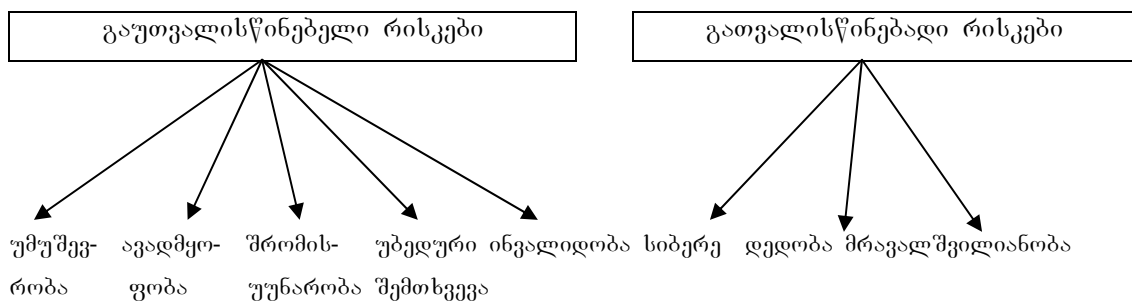 გაუთვალისწინებელი რისკები
გათვალისწინებადი რისკები
უმუშევ-
რობა
ავადმყო-
ფობა
შრომის-
უუნარობა
უბედური
შემთხვევა
ინვალიდობა
სიბერე
დედობა
მრავალშვილიანობა